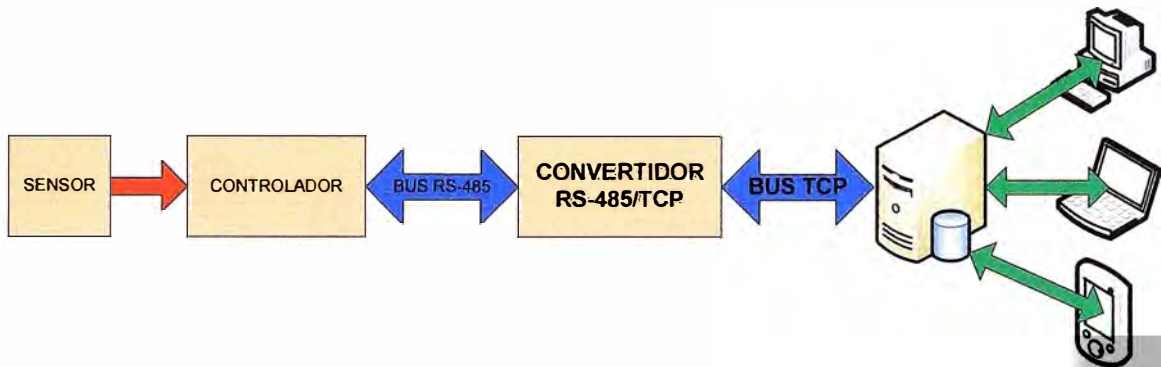 SENSOR
CONTROLADOR
BUS RS-485
CONVERTIDOR
RS-485/TCP
BUS TCP